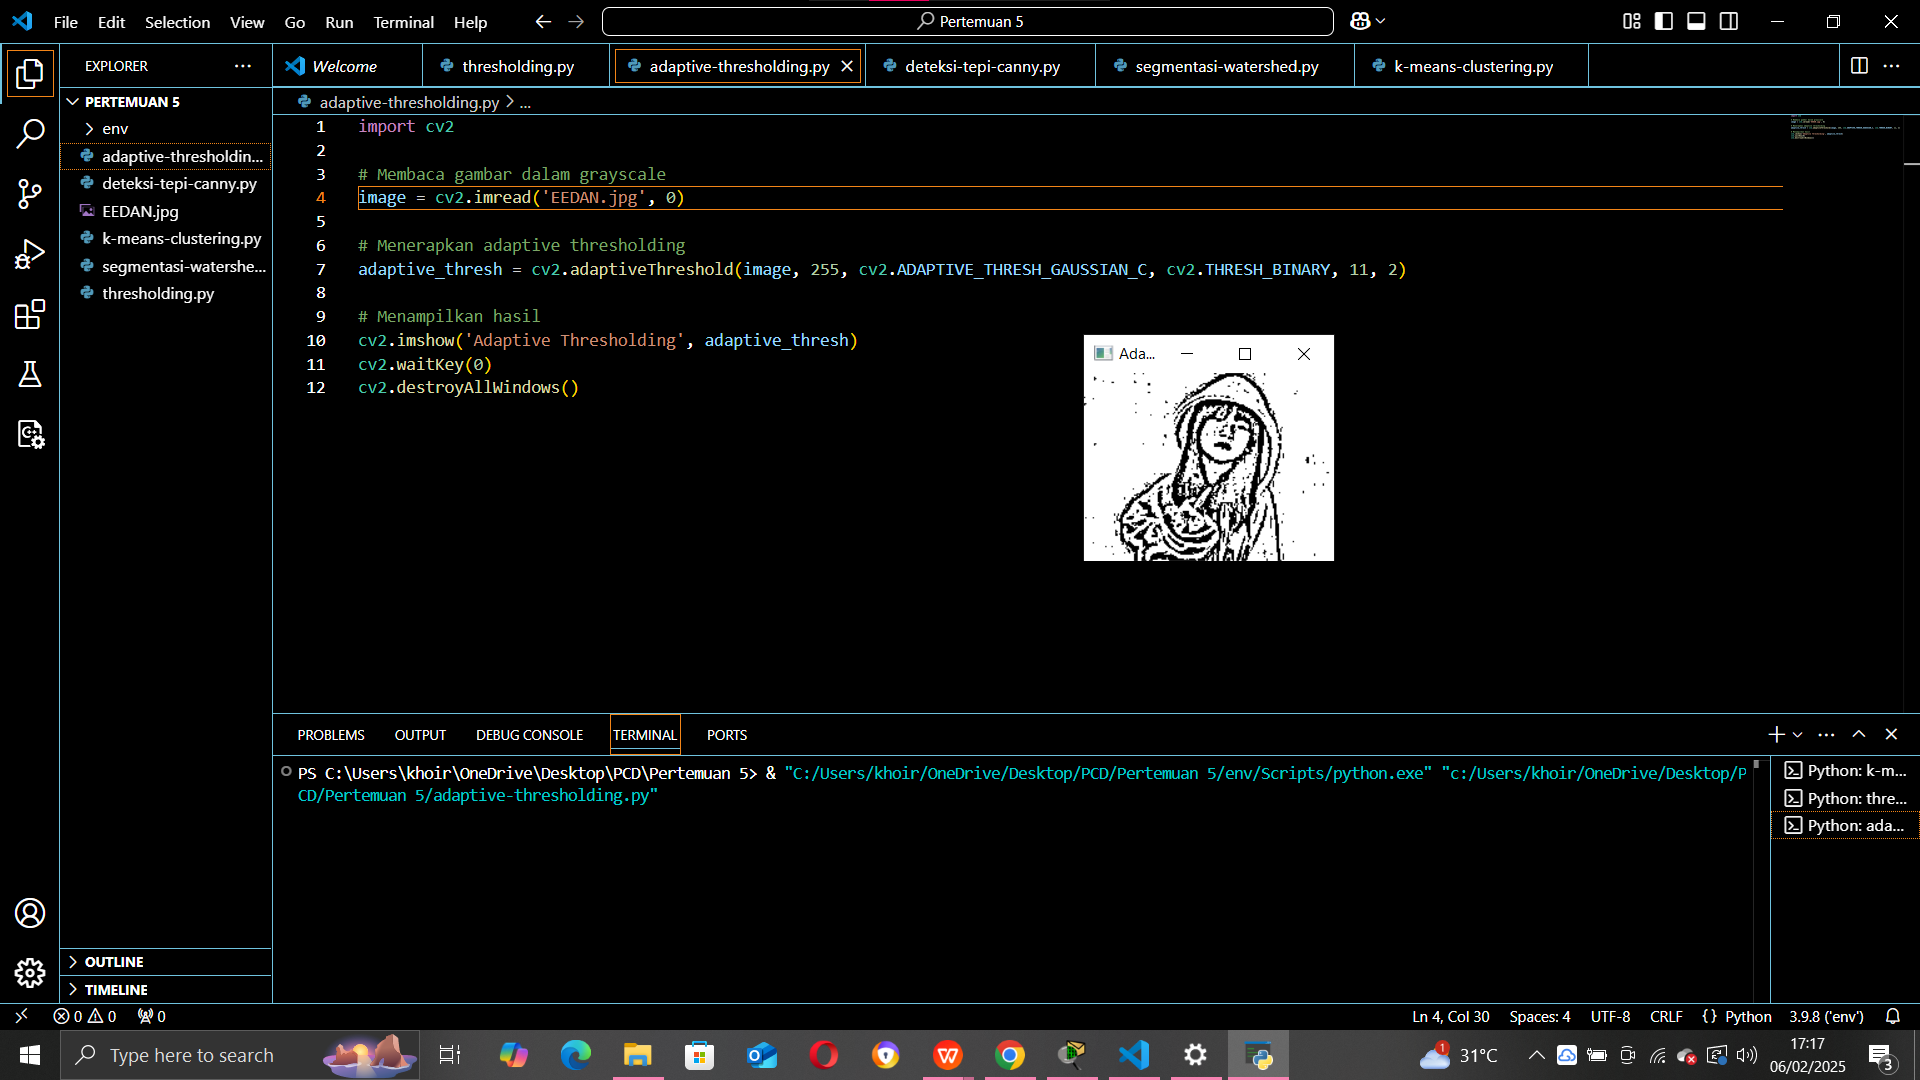 File Edit Selection View Go Run Terminal Help
Pertemuan 5
EXPLORER
Welcome
thresholding.py
adaptive-thresholding.py
deteksi-tepi-canny.py
segmentasi-watershed.py
k-means-clustering.py
PERTEMUAN 5
env
adaptive-thresholdin...
deteksi-tepi-canny.py
EEDAN.jpg
k-means-clustering.py
segmentasi-watershe...
thresholding.py
OUTLINE
TIMELINE
adaptive-thresholding.py > ...
1 import cv2
2
3 # Membaca gambar dalam grayscale
4 image = cv2.imread('EEDAN.jpg', 0)
5
6 # Menerapkan adaptive thresholding
7 adaptive_thresh = cv2.adaptiveThreshold(image, 255, cv2.ADAPTIVE_THRESH_GAUSSIAN_C, cv2.THRESH_BINARY, 11, 2)
8
9 # Menampilkan hasil
10 cv2.imshow('Adaptive Thresholding', adaptive_thresh)
11 cv2.waitKey(0)
12 cv2.destroyAllWindows()
Ada...
PROBLEMS OUTPUT DEBUG CONSOLE TERMINAL PORTS
PS C:\Users\khoir\OneDrive\Desktop\PCD\Pertemuan 5> & "C:/Users/khoir/OneDrive/Desktop/PCD/Pertemuan 5/env/Scripts/python.exe" "c:/Users/khoir/OneDrive/Desktop/P
CD/Pertemuan 5/adaptive-thresholding.py"
Python: k-m...
Python: thre...
Python: ada...
0 0 0
Ln 4, Col 30 Spaces: 4 UTF-8 CRLF {} Python 3.9.8 ('env')
Type here to search
1
31°C
17:17
06/02/2025
3